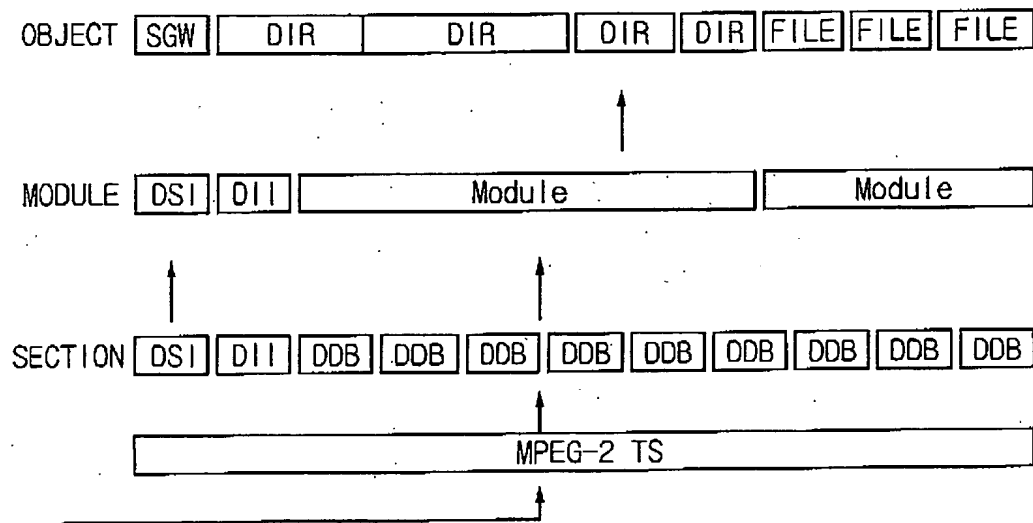 OBJECT SGW DIR DIR DIR DIR FILE FILE FILE
MODULE DSI DII Module Module
SECTION DSI DII DDB DDB DDB DDB DDB DDB DDB DDB DDB
MPEG-2 TS